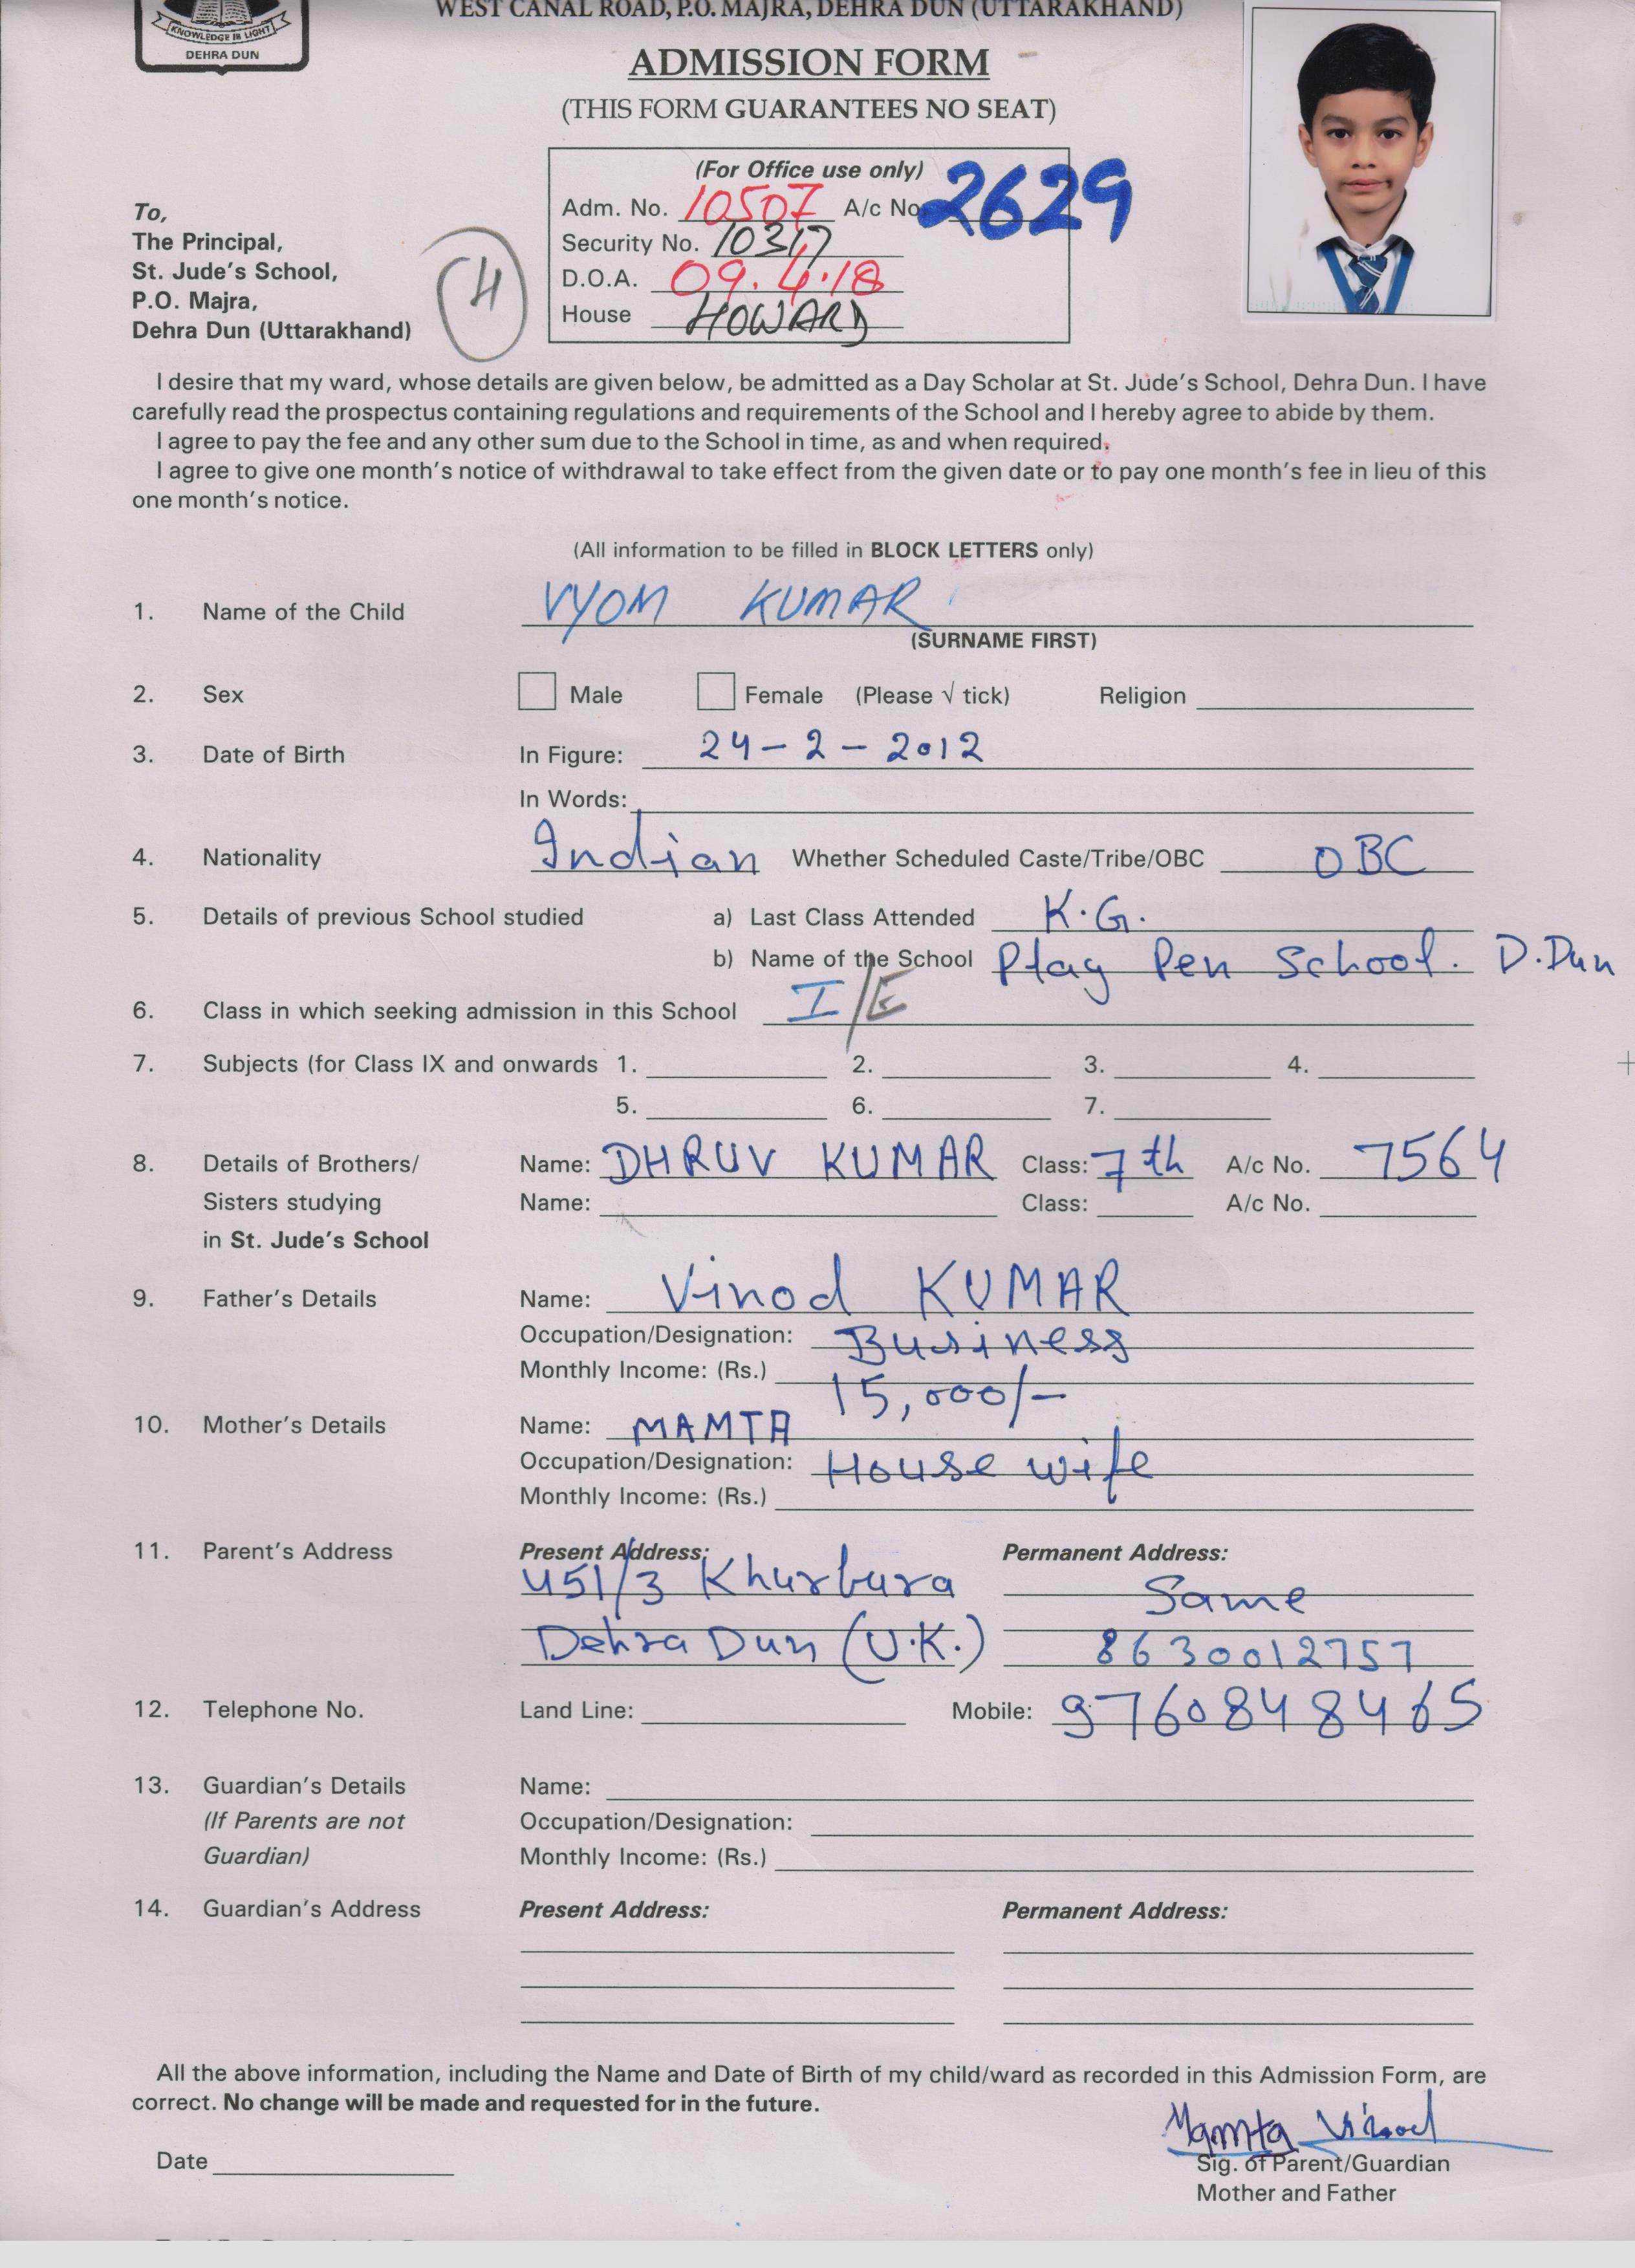 KNOWLEDGE IS LIGHT
DEHRA DUN
WEST CANAL ROAD, P.O. MAJRA, DEHRA DUN (UTTARAKHAND)
ADMISSION FORM
(THIS FORM GUARANTEES NO SEAT)
(For Office use only)
Adm. No. 10507 A/c No. 2629
Security No. 10317
D.O.A. 09.4.18
House HOWARD
To,
The Principal,
St. Jude's School,
P.O. Majra,
Dehra Dun (Uttarakhand)
4
I desire that my ward, whose details are given below, be admitted as a Day Scholar at St. Jude's School, Dehra Dun. I have
carefully read the prospectus containing regulations and requirements of the School and I hereby agree to abide by them.
I agree to pay the fee and any other sum due to the School in time, as and when required.
I agree to give one month's notice of withdrawal to take effect from the given date or to pay one month's fee in lieu of this
one month's notice.
(All information to be filled in BLOCK LETTERS only)
1. Name of the Child VYOM KUMAR
(SURNAME FIRST)
2. Sex Male Female (Please √ tick) Religion
3. Date of Birth In Figure: 24-2-2012
In Words:
4. Nationality Indian Whether Scheduled Caste/Tribe/OBC OBC
5. Details of previous School studied a) Last Class Attended K.G.
b) Name of the School Play Pen School. D.Dun
6. Class in which seeking admission in this School I/E
7. Subjects (for Class IX and onwards 1. 2. 3. 4.
5. 6. 7.
8. Details of Brothers/ Name: DHRUV KUMAR Class: 7th A/c No. 7564
Sisters studying Name: Class: A/c No.
in St. Jude's School
9. Father's Details Name: Vinod KUMAR
Occupation/Designation: Business
Monthly Income: (Rs.) 15,000/-
10. Mother's Details Name: MAMTA
Occupation/Designation: House wife
Monthly Income: (Rs.)
11. Parent's Address Present Address: Permanent Address:
451/3 Khurbura Same
Dehra Dun (U.K.) 8630012757
12. Telephone No. Land Line: Mobile: 9760848465
13. Guardian's Details Name:
(If Parents are not Occupation/Designation:
Guardian) Monthly Income: (Rs.)
14. Guardian's Address Present Address: Permanent Address:
All the above information, including the Name and Date of Birth of my child/ward as recorded in this Admission Form, are
correct. No change will be made and requested for in the future.
Mamta Vinod
Date Sig. of Parent/Guardian
Mother and Father